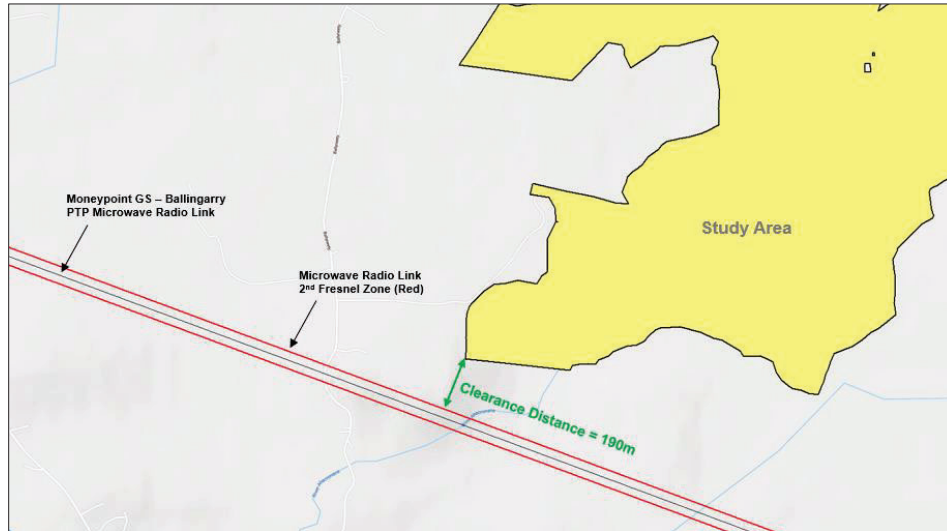 Moneypoint GS – Ballingarry
PTP Microwave Radio Link
Microwave Radio Link
2nd Fresnel Zone (Red)
Study Area
Clearance Distance = 190m